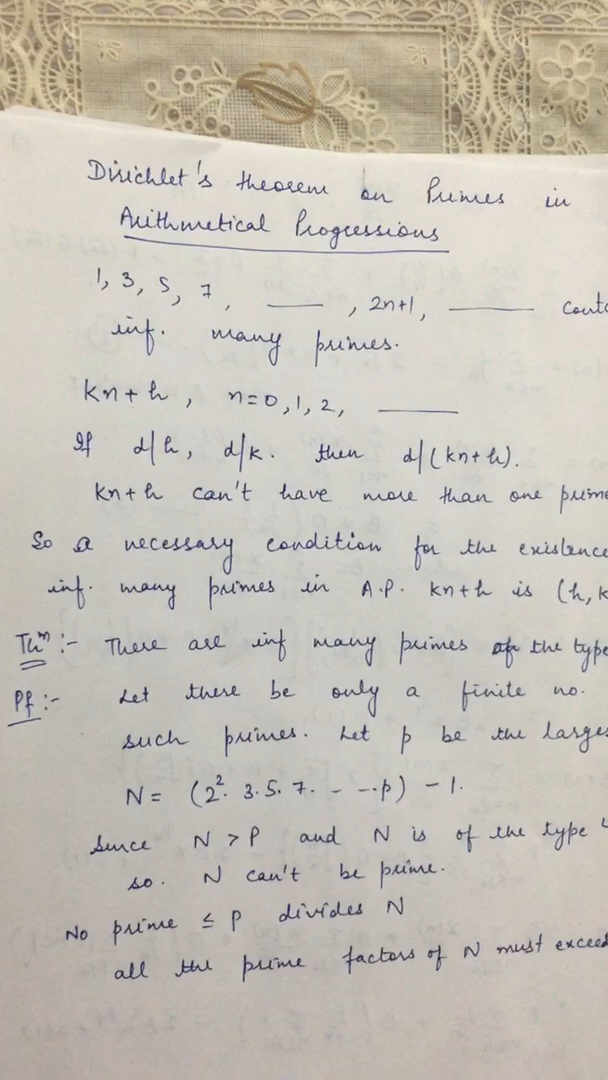 Dirichlet's theorem on Primes in
Arithmetical Progressions
1, 3, 5, 7, ___, 2n+1, ___ conta
inf. many primes.
kn+h, n=0,1,2, ___
If d/h, d/k. then d/(kn+h).
kn+h can't have more than one prime
So a necessary condition for the existence
inf. many primes in A.P. kn+h is (h, k
Thm :- There are inf many primes of the type
Pf :- Let there be only a finite no.
such primes. Let p be the larges
N = (2². 3. 5. 7. - - -. p) - 1.
Since N > P and N is of the type 4
so. N can't be prime.
No prime ≤ P divides N
all the prime factors of N must exceed